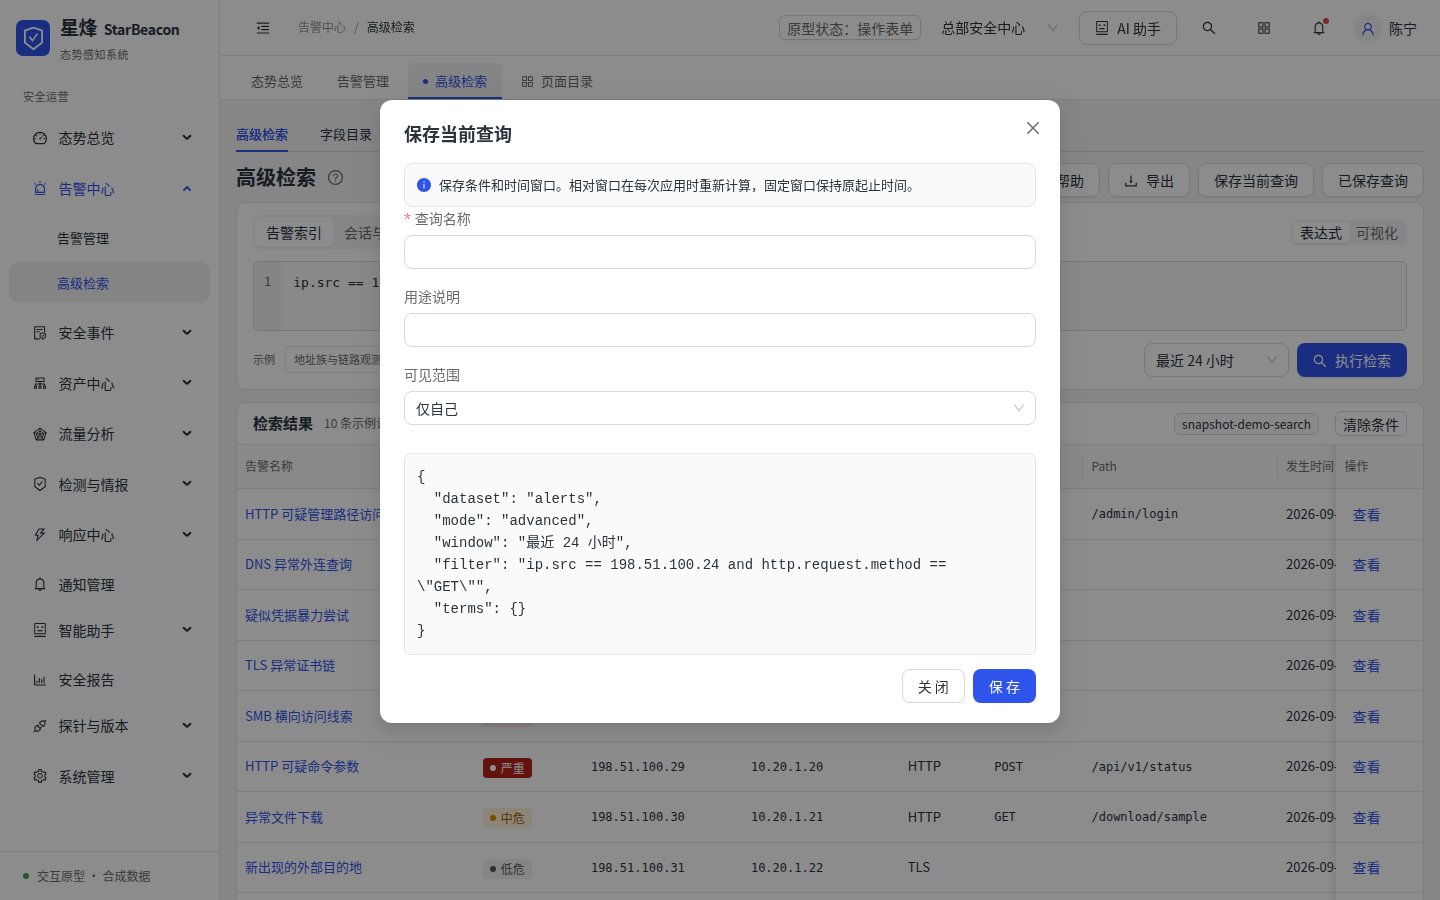 星烽 StarBeacon
态势感知系统
安全运营
态势总览
告警中心
告警管理
高级检索
安全事件
资产中心
流量分析
检测与情报
响应中心
通知管理
智能助手
安全报告
探针与版本
系统管理
交互原型 · 合成数据
告警中心 / 高级检索
原型状态：操作表单
总部安全中心
AI 助手
陈宁
态势总览 告警管理 高级检索 页面目录
高级检索 字段目录
高级检索
帮助 导出 保存当前查询 已保存查询
告警索引 会话与
表达式 可视化
1 ip.src == 1
示例 地址族与链路观测
最近 24 小时 执行检索
检索结果 10 条示例
snapshot-demo-search 清除条件
告警名称 Path 发生时间 操作
HTTP 可疑管理路径访问 /admin/login 2026-09- 查看
DNS 异常外连查询 2026-09- 查看
疑似凭据暴力尝试 2026-09- 查看
TLS 异常证书链 2026-09- 查看
SMB 横向访问线索 2026-09- 查看
HTTP 可疑命令参数 严重 198.51.100.29 10.20.1.20 HTTP POST /api/v1/status 2026-09- 查看
异常文件下载 中危 198.51.100.30 10.20.1.21 HTTP GET /download/sample 2026-09- 查看
新出现的外部目的地 低危 198.51.100.31 10.20.1.22 TLS 2026-09- 查看
保存当前查询
保存条件和时间窗口。相对窗口在每次应用时重新计算，固定窗口保持原起止时间。
* 查询名称
用途说明
可见范围
仅自己
{
"dataset": "alerts",
"mode": "advanced",
"window": "最近 24 小时",
"filter": "ip.src == 198.51.100.24 and http.request.method ==
\"GET\"",
"terms": {}
}
关闭 保存